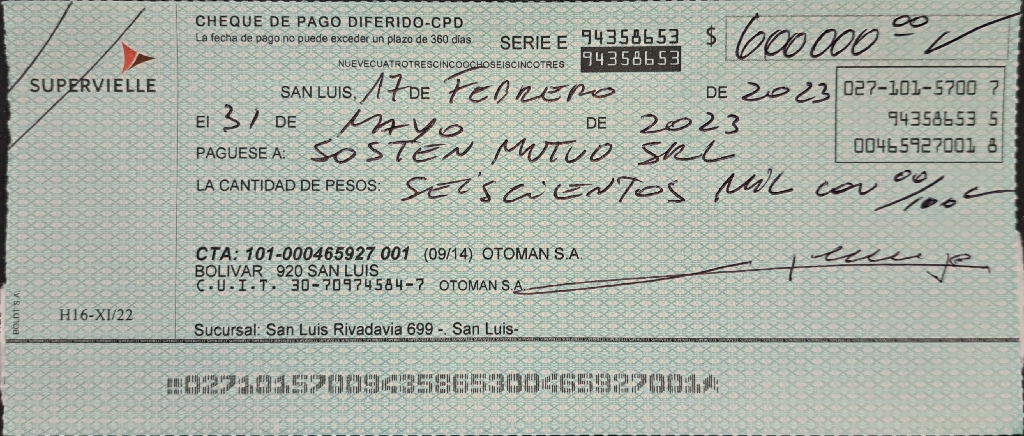 CHEQUE DE PAGO DIFERIDO-CPD
La fecha de pago no puede exceder un plazo de 360 días
SERIE E 94358653 $ 600000 00
94358653
NUEVECUATROTRESCINCOOCHOSEISCINCOTRES
SUPERVIELLE
SAN LUIS, 17 DE FEBRERO DE 2023
027-101-5700 7
94358653 5
00465927001 8
El 31 DE MAYO DE 2023
PAGUESE A: SOSTEN MUTUO SRL
LA CANTIDAD DE PESOS: SEISCIENTOS MIL CON 00/100
CTA: 101-000465927 001 (09/14) OTOMAN S.A.
BOLIVAR 920 SAN LUIS
C.U.I.T. 30-70974584-7 OTOMAN S.A.
BOLDT S.A.
H16-XI/22
Sucursal: San Luis Rivadavia 699 -. San Luis-
02710157009435865300465927001